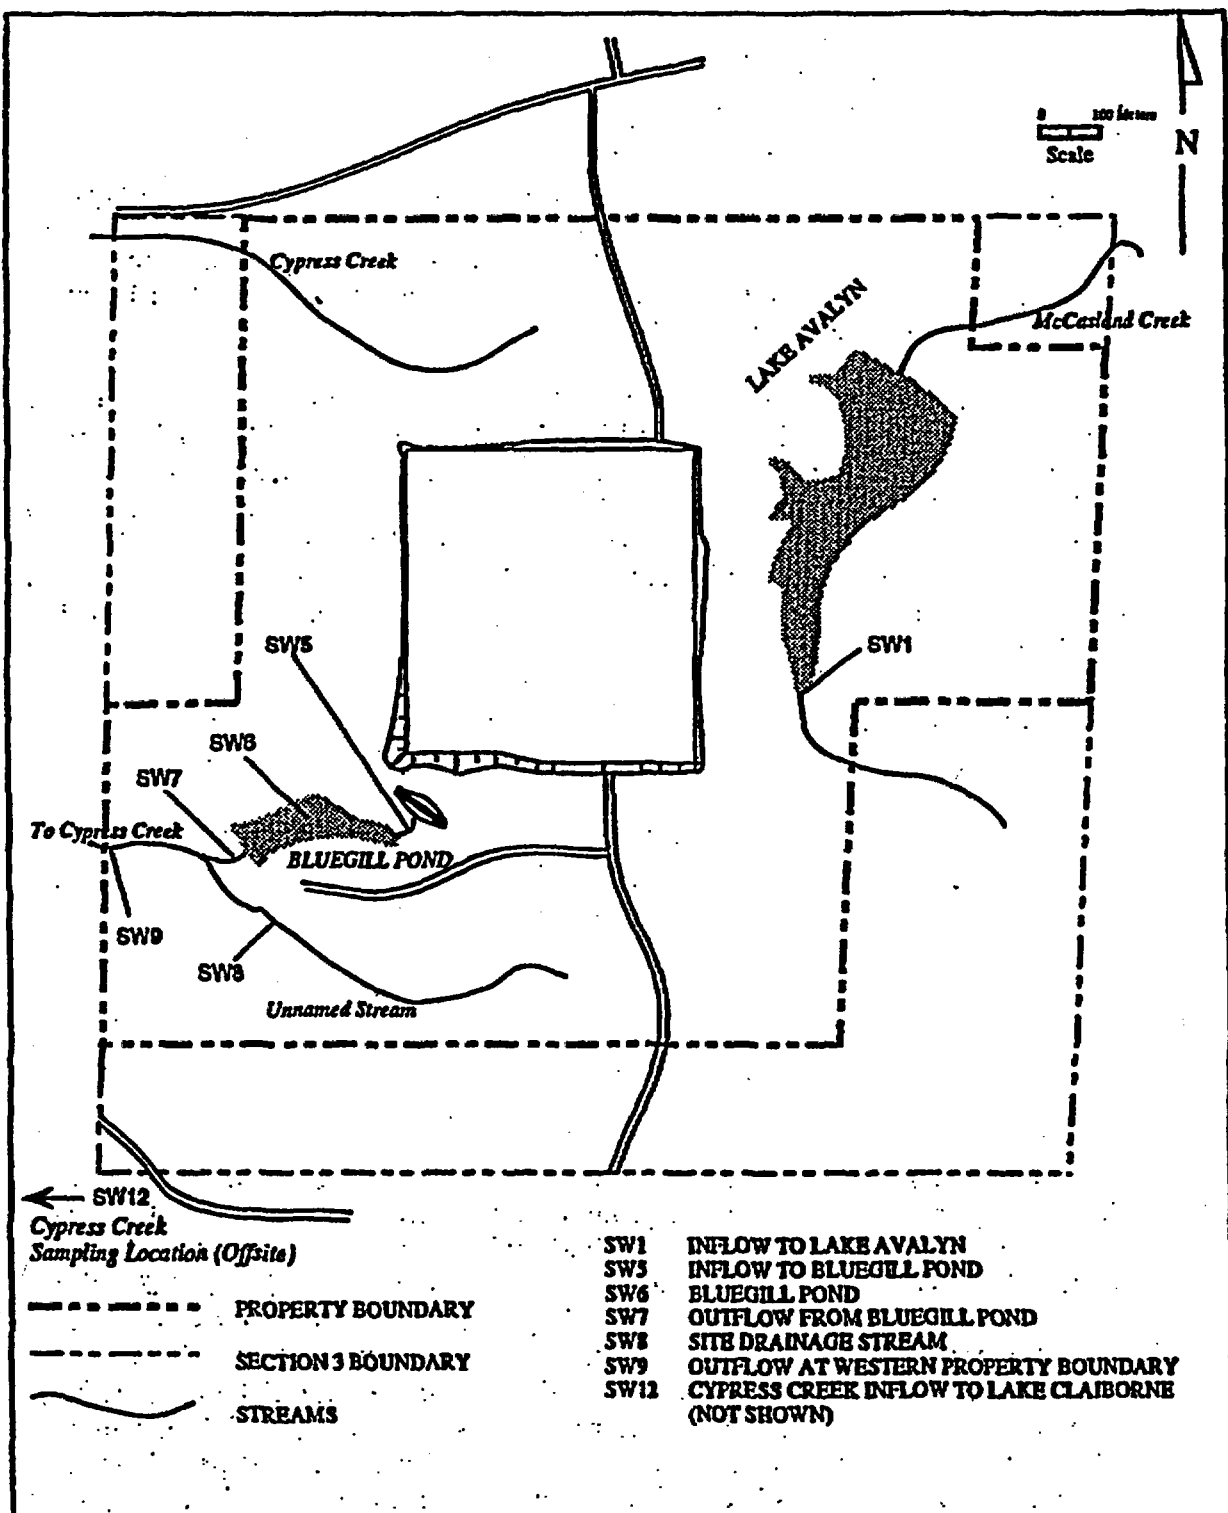 0 100 Meters
Scale
N
Cypress Creek
LAKE AVALYN
McCasland Creek
SW5
SW1
SW6
SW7
To Cypress Creek
BLUEGILL POND
SW9
SW8
Unnamed Stream
SW12
Cypress Creek
Sampling Location (Offsite)
PROPERTY BOUNDARY
SECTION 3 BOUNDARY
STREAMS
SW1 INFLOW TO LAKE AVALYN
SW5 INFLOW TO BLUEGILL POND
SW6 BLUEGILL POND
SW7 OUTFLOW FROM BLUEGILL POND
SW8 SITE DRAINAGE STREAM
SW9 OUTFLOW AT WESTERN PROPERTY BOUNDARY
SW12 CYPRESS CREEK INFLOW TO LAKE CLAIBORNE
(NOT SHOWN)